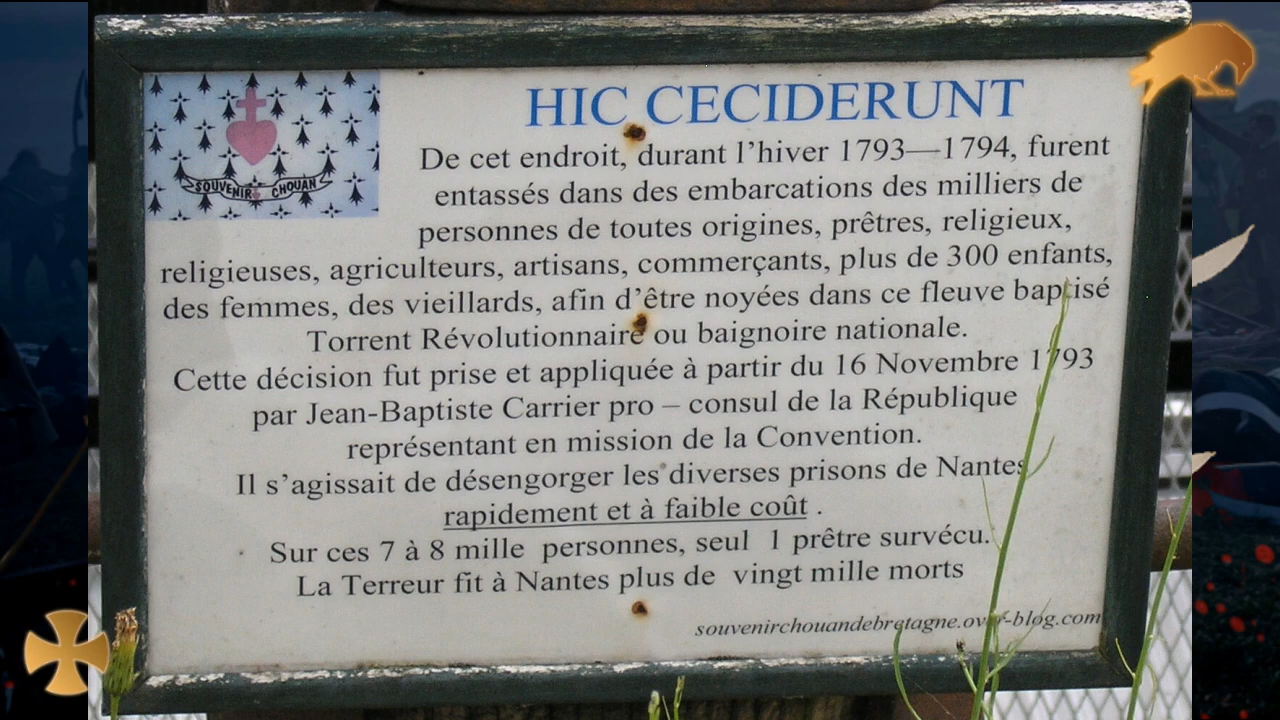 HIC CECIDERUNT
SOUVENIR CHOUAN
De cet endroit, durant l'hiver 1793—1794, furent
entassés dans des embarcations des milliers de
personnes de toutes origines, prêtres, religieux,
religieuses, agriculteurs, artisans, commerçants, plus de 300 enfants,
des femmes, des vieillards, afin d'être noyées dans ce fleuve baptisé
Torrent Révolutionnaire ou baignoire nationale.
Cette décision fut prise et appliquée à partir du 16 Novembre 1793
par Jean-Baptiste Carrier pro – consul de la République
représentant en mission de la Convention.
Il s'agissait de désengorger les diverses prisons de Nantes
rapidement et à faible coût .
Sur ces 7 à 8 mille personnes, seul 1 prêtre survécu.
La Terreur fit à Nantes plus de vingt mille morts
souvenirchouandebretagne.over-blog.com